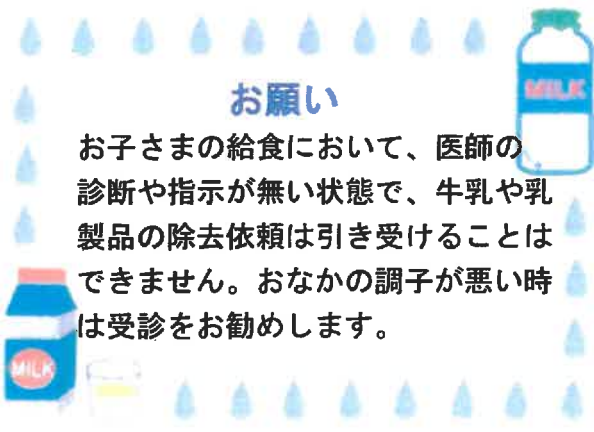 お願い
MILK
お子さまの給食において、医師の
診断や指示が無い状態で、牛乳や乳
製品の除去依頼は引き受けることは
できません。おなかの調子が悪い時
は受診をお勧めします。
MILK